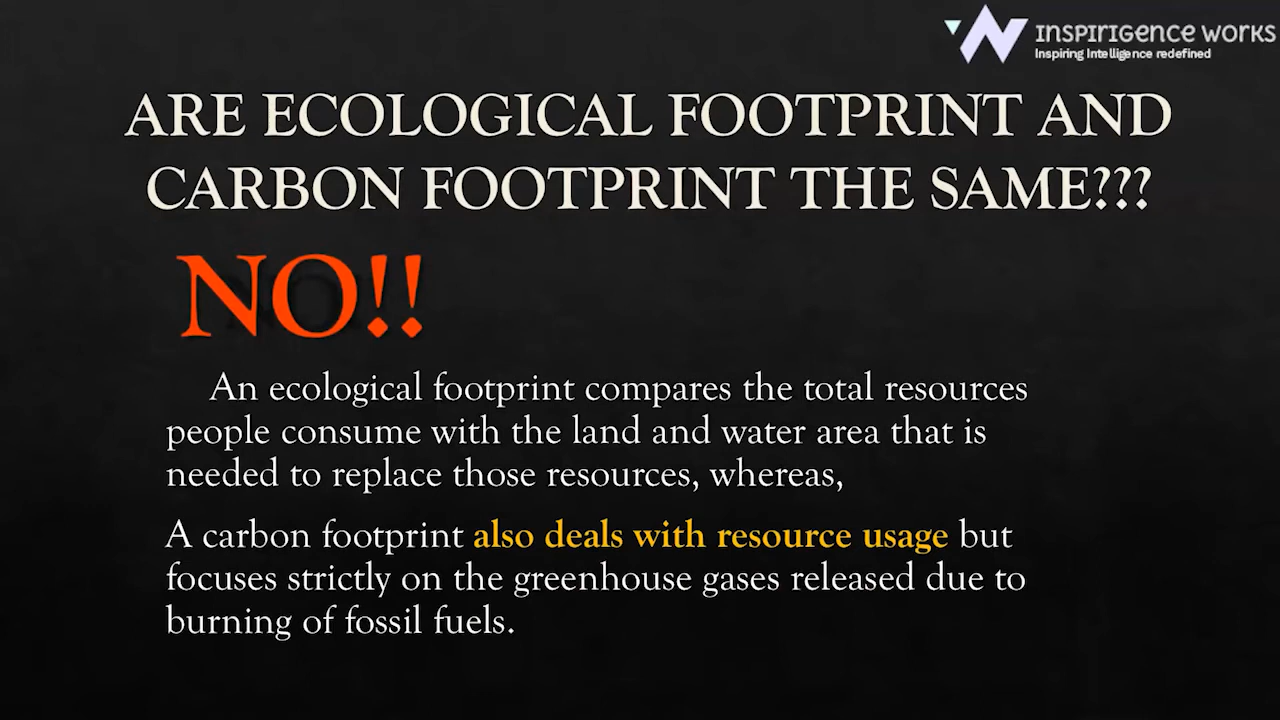 INSPIRIGENCE WORKS
Inspiring Intelligence redefined
ARE ECOLOGICAL FOOTPRINT AND
CARBON FOOTPRINT THE SAME???
NO!!
An ecological footprint compares the total resources
people consume with the land and water area that is
needed to replace those resources, whereas,
A carbon footprint also deals with resource usage but
focuses strictly on the greenhouse gases released due to
burning of fossil fuels.